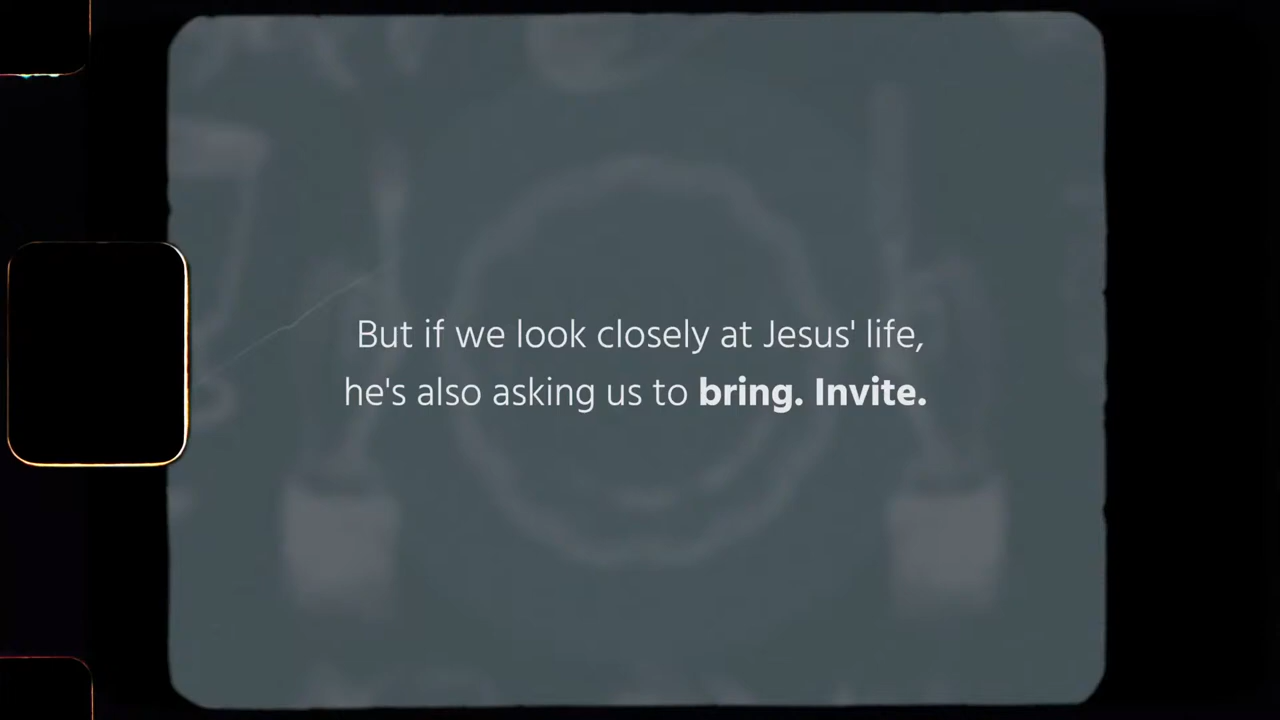 But if we look closely at Jesus' life,
he's also asking us to bring. Invite.